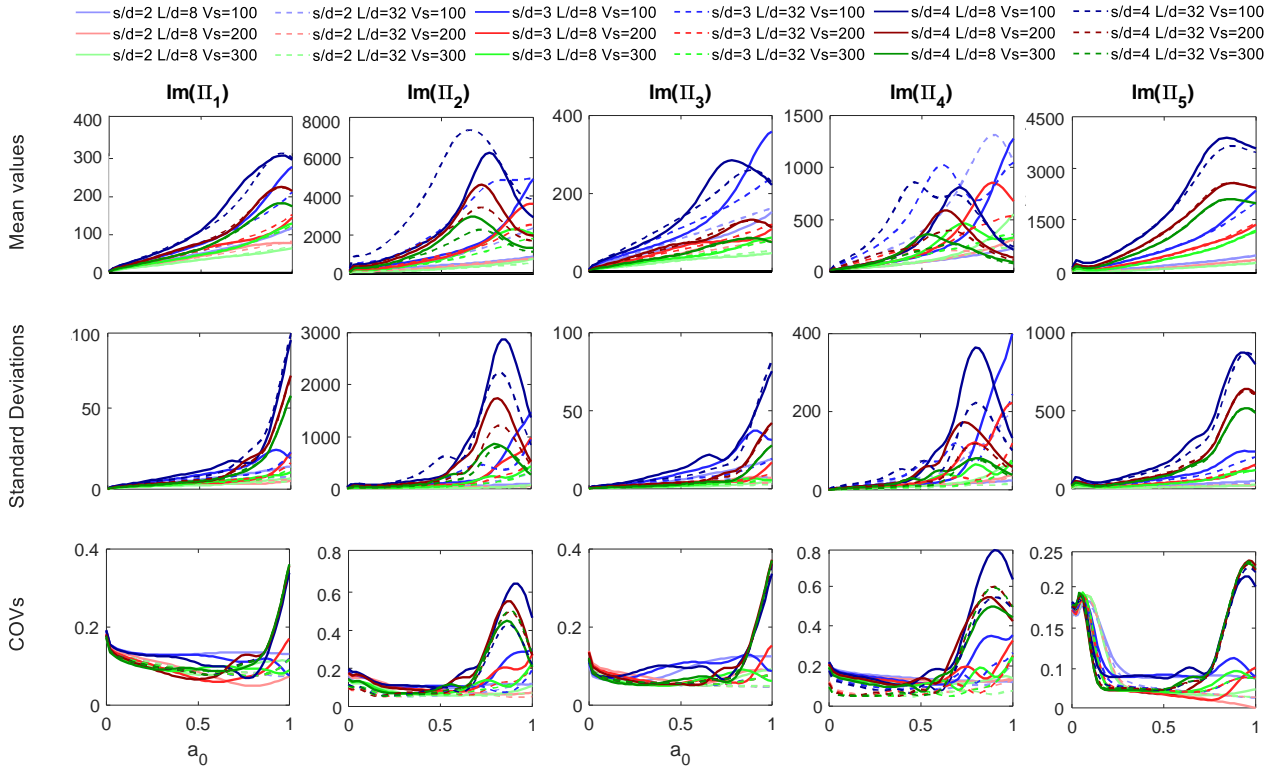 s/d=2 L/d=8 Vs=100 s/d=2 L/d=32 Vs=100 s/d=3 L/d=8 Vs=100 s/d=3 L/d=32 Vs=100 s/d=4 L/d=8 Vs=100 s/d=4 L/d=32 Vs=100
s/d=2 L/d=8 Vs=200 s/d=2 L/d=32 Vs=200 s/d=3 L/d=8 Vs=200 s/d=3 L/d=32 Vs=200 s/d=4 L/d=8 Vs=200 s/d=4 L/d=32 Vs=200
s/d=2 L/d=8 Vs=300 s/d=2 L/d=32 Vs=300 s/d=3 L/d=8 Vs=300 s/d=3 L/d=32 Vs=300 s/d=4 L/d=8 Vs=300 s/d=4 L/d=32 Vs=300
Im(Π₁) Im(Π₂) Im(Π₃) Im(Π₄) Im(Π₅)
Mean values
400 8000 400 1500 4500
300 6000 1000 3000
200 4000 200 500 1500
100 2000
0 0 0 0 0
Standard Deviations
100 3000 100 400 1000
50 2000 50 200 500
1000
0 0 0 0 0
COVs
0.4 0.8 0.4 0.8 0.25
0.6 0.6 0.2
0.2 0.4 0.2 0.4 0.15
0.2 0.2 0.1
0 0 0 0 0
0 0.5 1 0 0.5 1 0 0.5 1 0 0.5 1 0 0.5 1
a₀ a₀